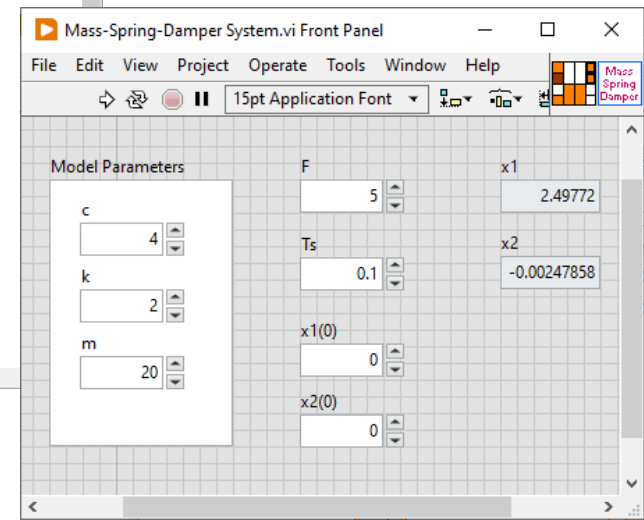 Mass-Spring-Damper System.vi Front Panel
File Edit View Project Operate Tools Window Help
15pt Application Font
Mass
Spring
Damper
Model Parameters
c
4
k
2
m
20
F
5
Ts
0.1
x1(0)
0
x2(0)
0
x1
2.49772
x2
-0.00247858